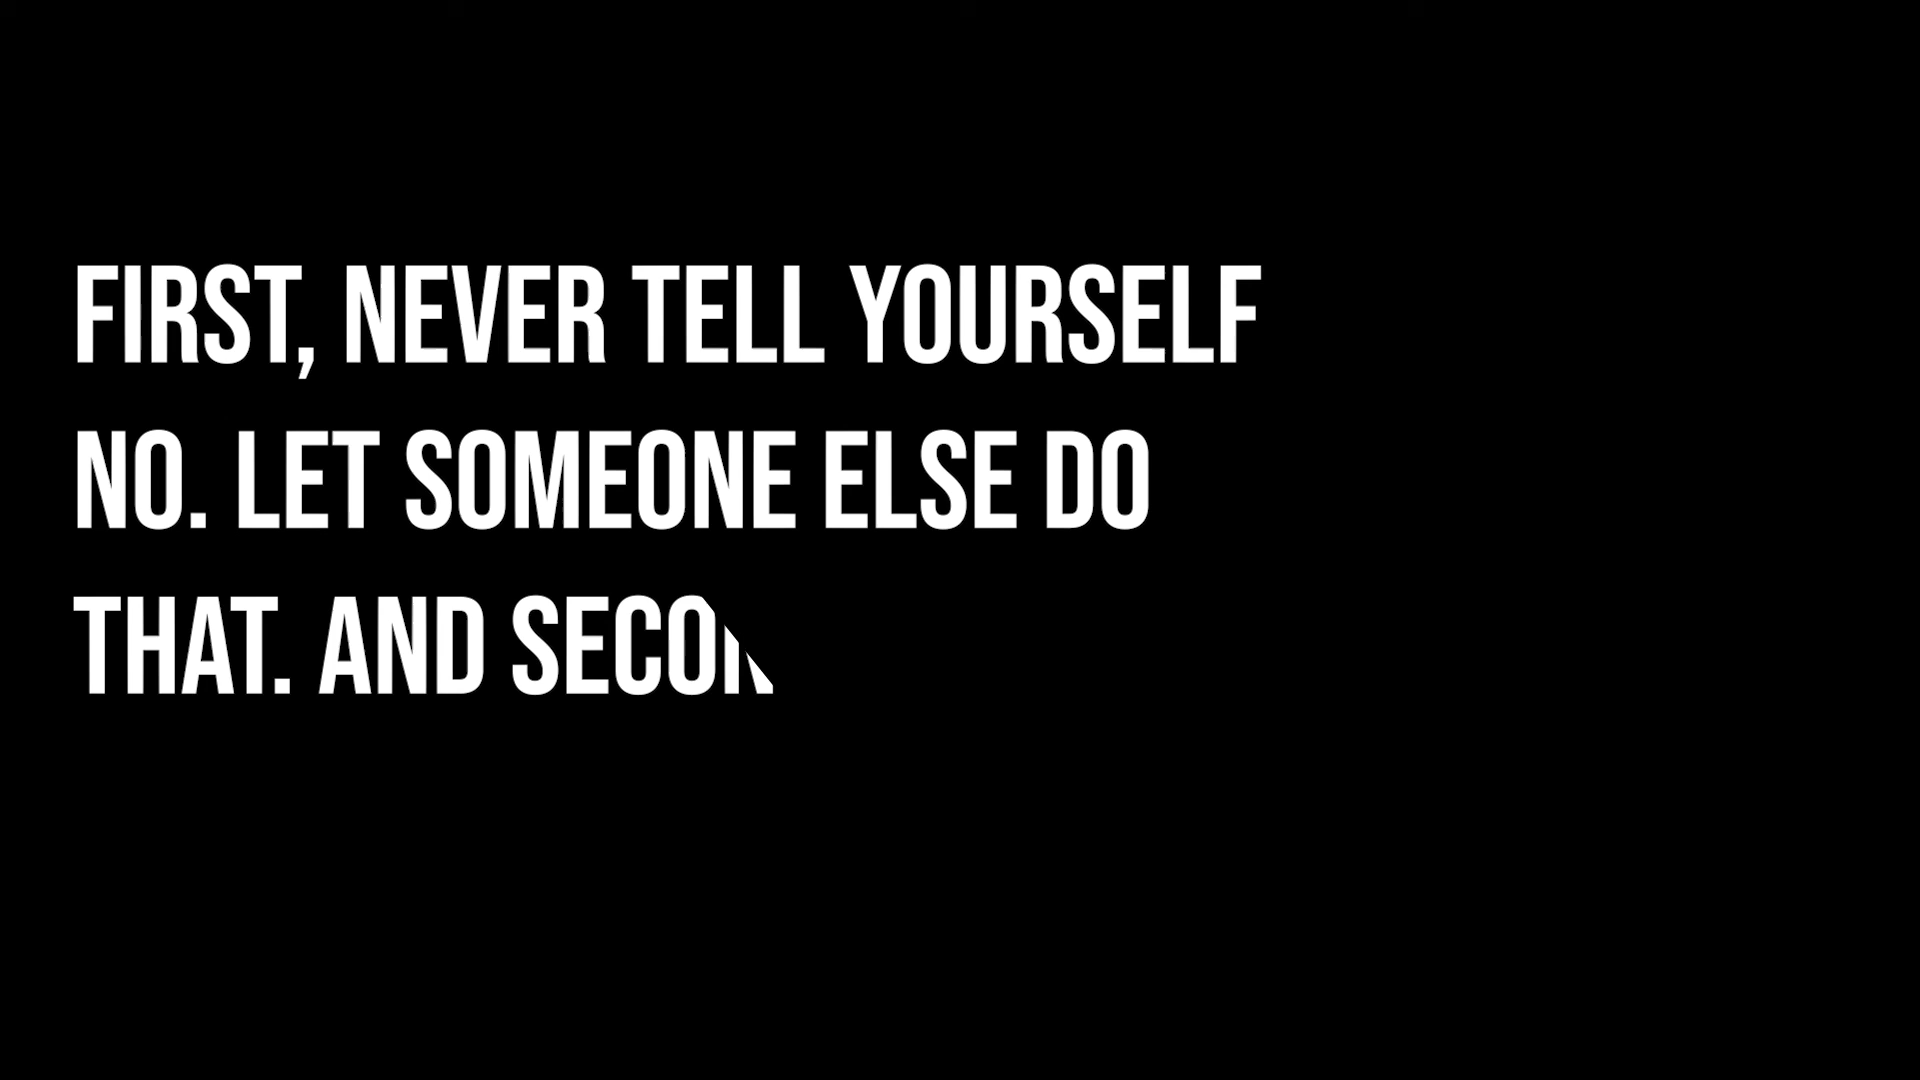 FIRST, NEVER TELL YOURSELF
NO. LET SOMEONE ELSE DO
THAT. AND SECON